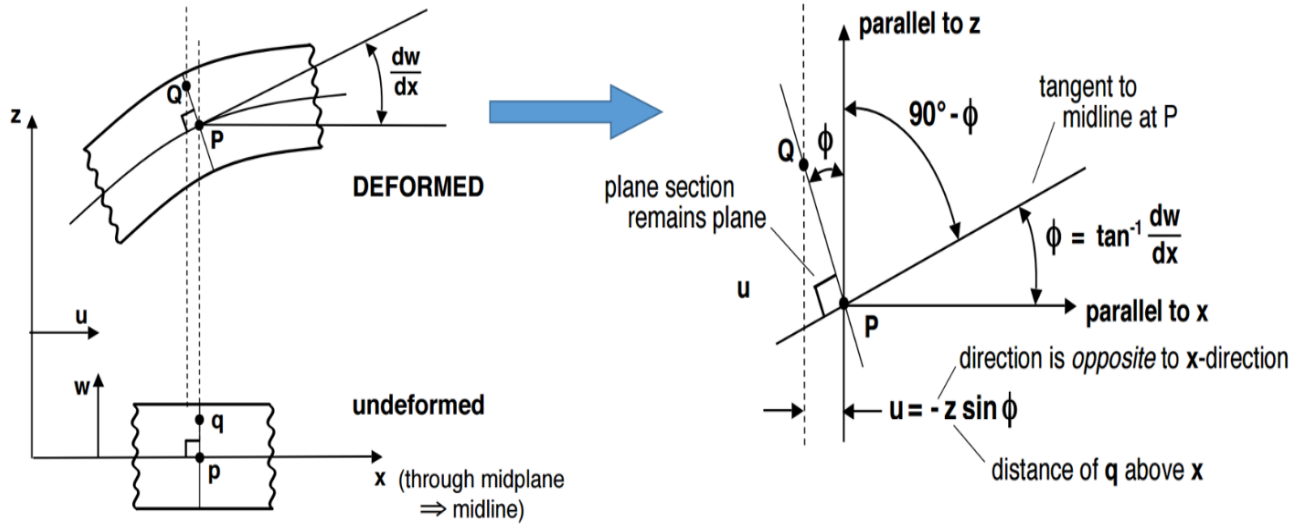 z
Q
P
dw
dx
DEFORMED
u
w
undeformed
q
p
x (through midplane
⇒ midline)
parallel to z
tangent to
midline at P
90° - ϕ
Q
ϕ
plane section
remains plane
ϕ = tan⁻¹ dw
dx
u
P
parallel to x
direction is opposite to x-direction
u = - z sin ϕ
distance of q above x